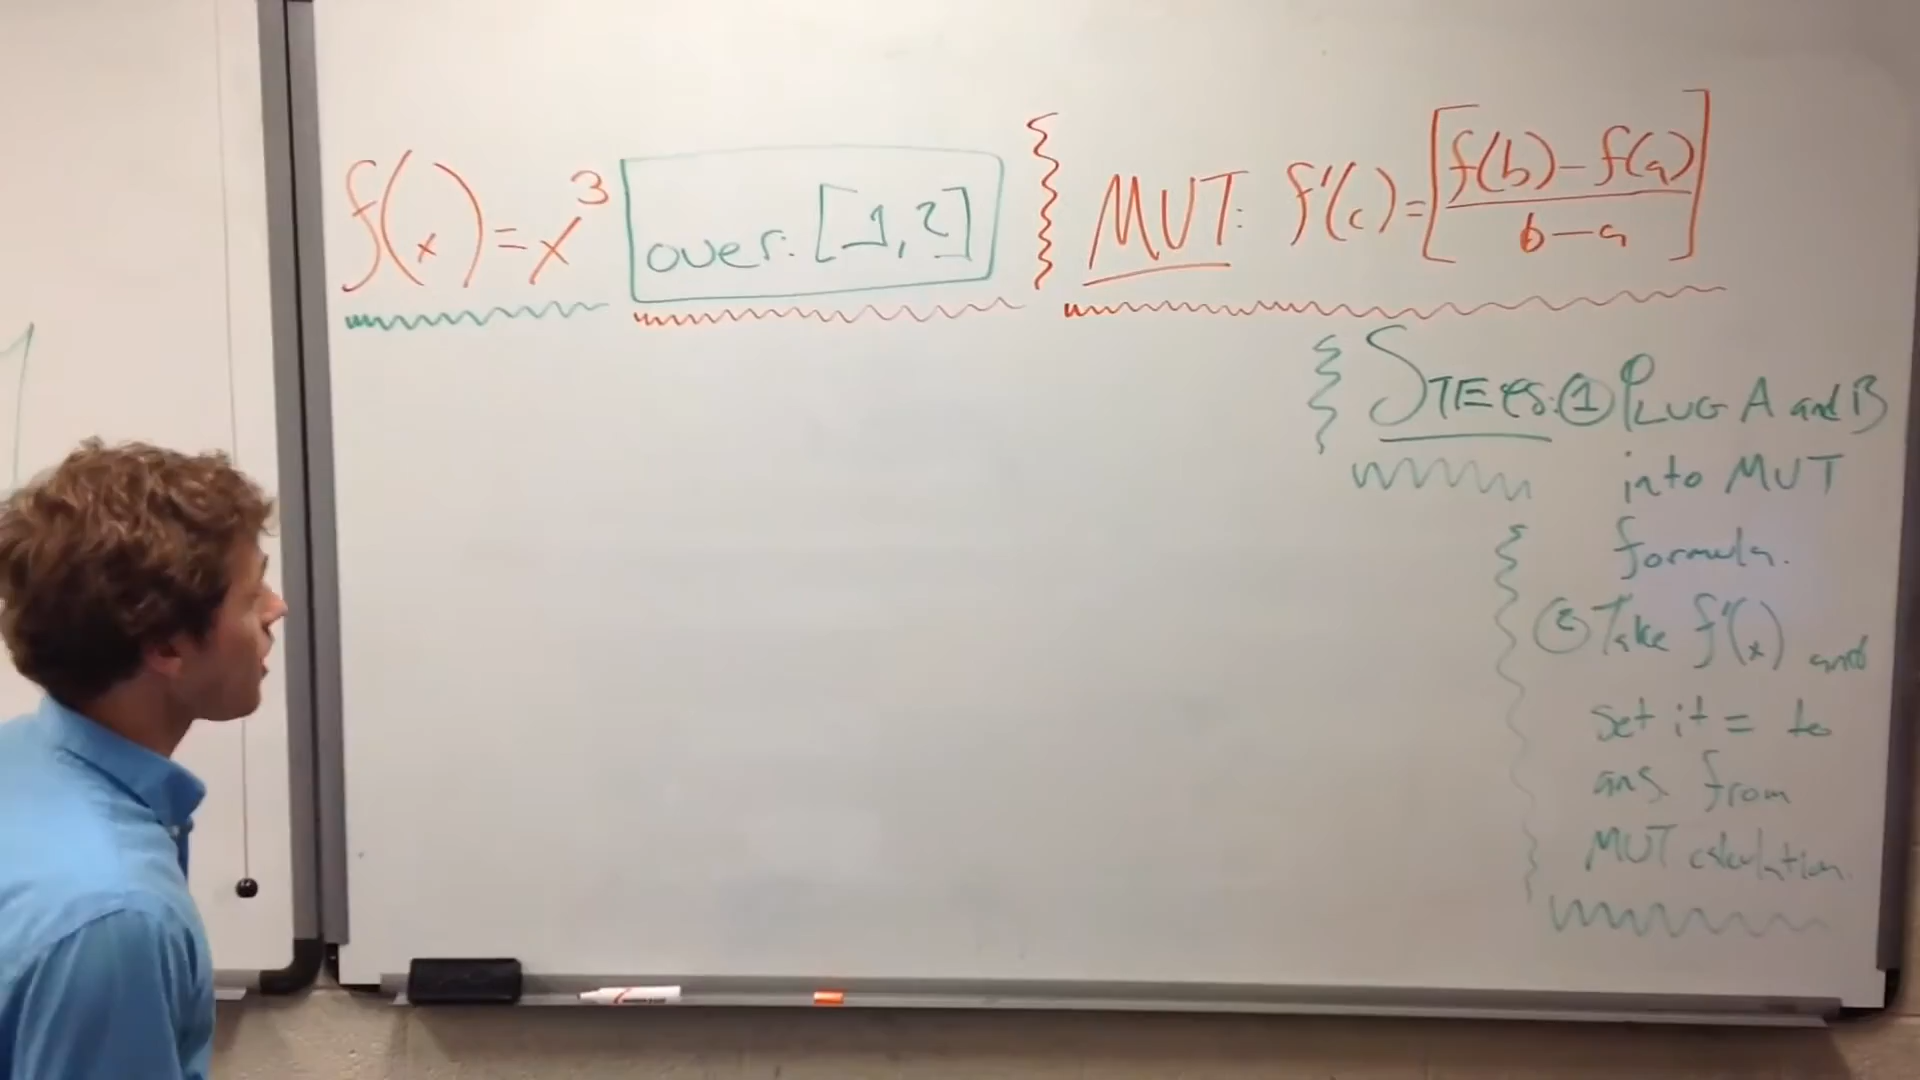 f(x)=x³ over: [1,2] MVT: f'(c)=[f(b)-f(a)/b-a]
STEPS: ① PLUG A and B
into MVT
formula.
② Take f'(x) and
set it = to
ans from
MVT calculation.